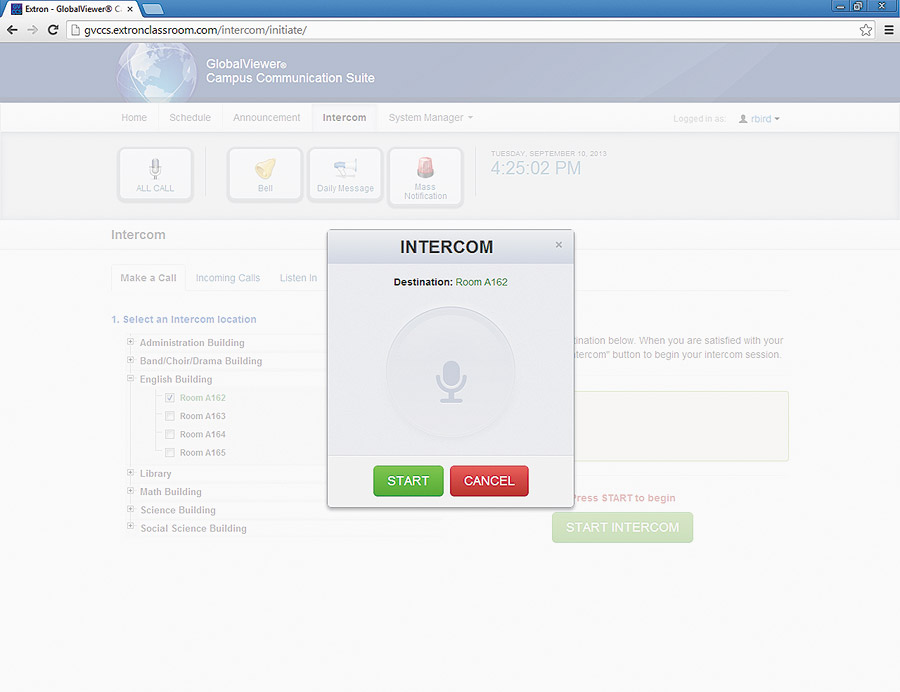 Extron - GlobalViewer® C
gvccs.extronclassroom.com/intercom/initiate/
GlobalViewer®
Campus Communication Suite
Home Schedule Announcement Intercom System Manager Logged in as: rbird
ALL CALL
Bell
Daily Message
Mass
Notification
TUESDAY, SEPTEMBER 10, 2013
4:25:02 PM
Intercom
Make a Call Incoming Calls Listen In
1. Select an Intercom location
Administration Building
Band/Choir/Drama Building
English Building
Room A162
Room A163
Room A164
Room A165
Library
Math Building
Science Building
Social Science Building
INTERCOM
×
Destination: Room A162
START CANCEL
tination below. When you are satisfied with your
ntercom" button to begin your intercom session.
Press START to begin
START INTERCOM